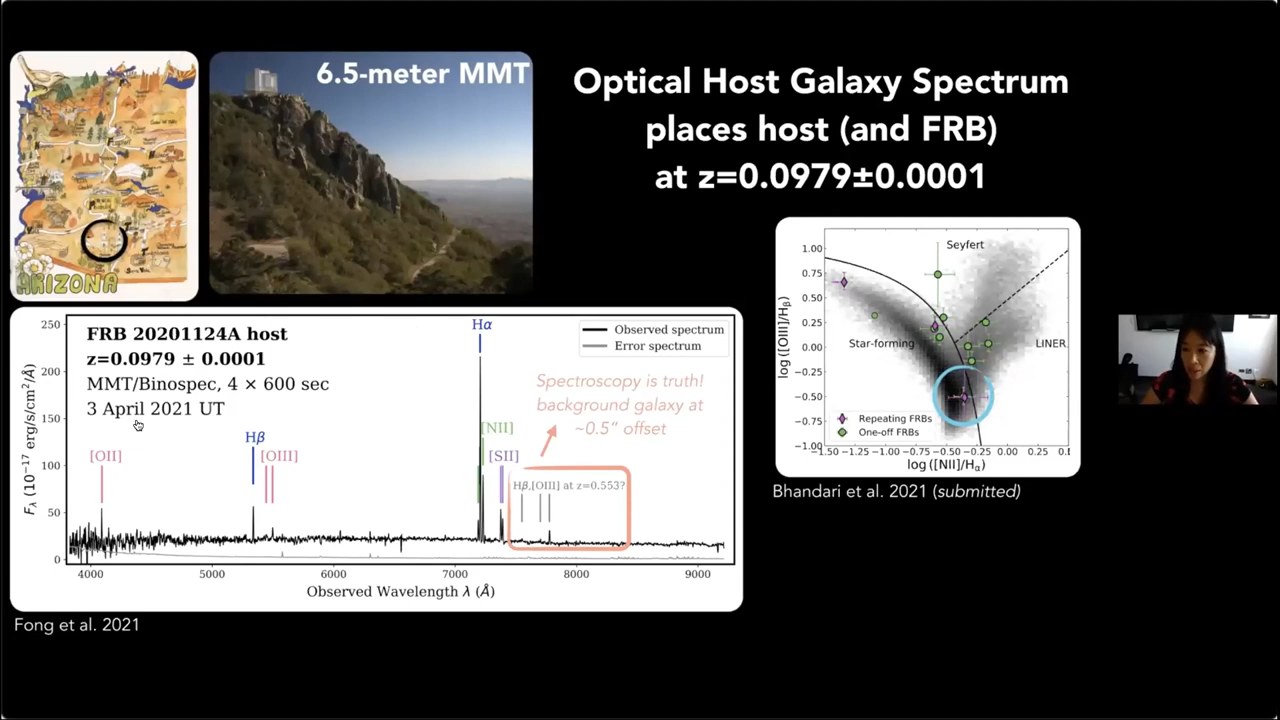 ARIZONA
6.5-meter MMT
Optical Host Galaxy Spectrum
places host (and FRB)
at z=0.0979±0.0001
FRB 20201124A host
z=0.0979 ± 0.0001
MMT/Binospec, 4 × 600 sec
3 April 2021 UT
Hα
Observed spectrum
Error spectrum
Spectroscopy is truth!
background galaxy at
~0.5” offset
[OII]
Hβ
[OIII]
[NII]
[SII]
Hβ,[OIII] at z=0.553?
250
200
150
100
50
0
Fλ (10⁻¹⁷ erg/s/cm²/Å)
4000 5000 6000 7000 8000 9000
Observed Wavelength λ (Å)
Fong et al. 2021
Seyfert
Star-forming
LINER
Repeating FRBs
One-off FRBs
1.00
0.75
0.50
0.25
0.00
−0.25
−0.50
−0.75
−1.00
log ([OIII]/Hβ)
−1.50 −1.25 −1.00 −0.75 −0.50 −0.25 0.00 0.25
log ([NII]/Hα)
Bhandari et al. 2021 (submitted)